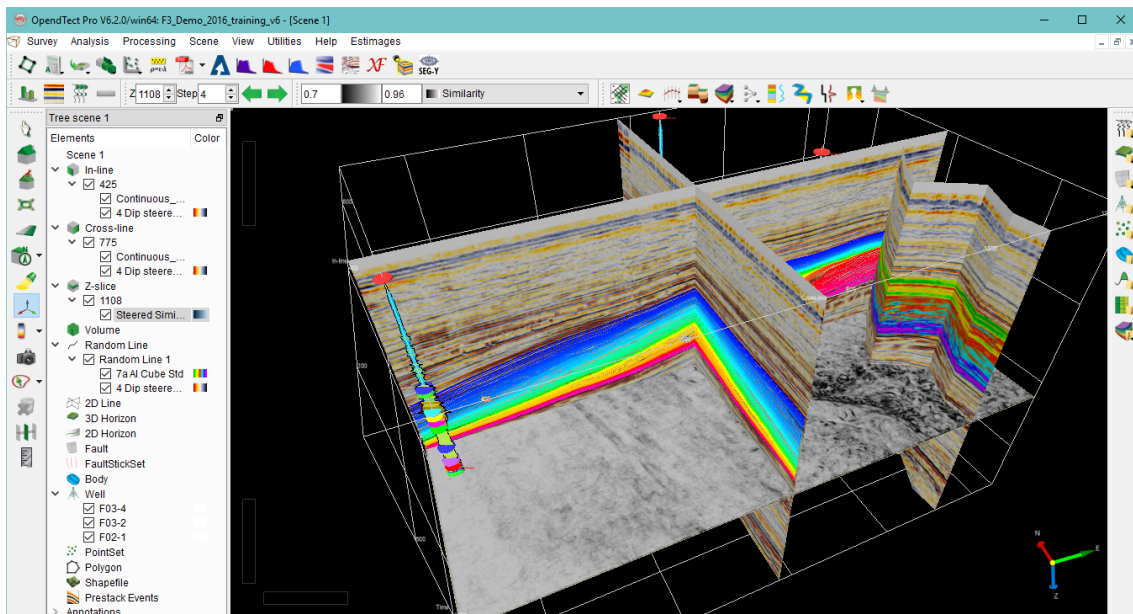 OpendTect Pro V6.2.0/win64: F3_Demo_2016_training_v6 - [Scene 1]
Survey Analysis Processing Scene View Utilities Help Estimages
SEG-Y
Z 1108 Step 4 0.7 0.96 Similarity
Tree scene 1
Elements Color
Scene 1
In-line
425
Continuous_...
4 Dip steere...
Cross-line
775
Continuous_...
4 Dip steere...
Z-slice
1108
Steered Simi...
Volume
Random Line
Random Line 1
7a AI Cube Std
4 Dip steere...
2D Line
3D Horizon
2D Horizon
Fault
FaultStickSet
Body
Well
F03-4
F03-2
F02-1
PointSet
Polygon
Shapefile
Prestack Events
Annotations
In-line
Time
N
E
Z